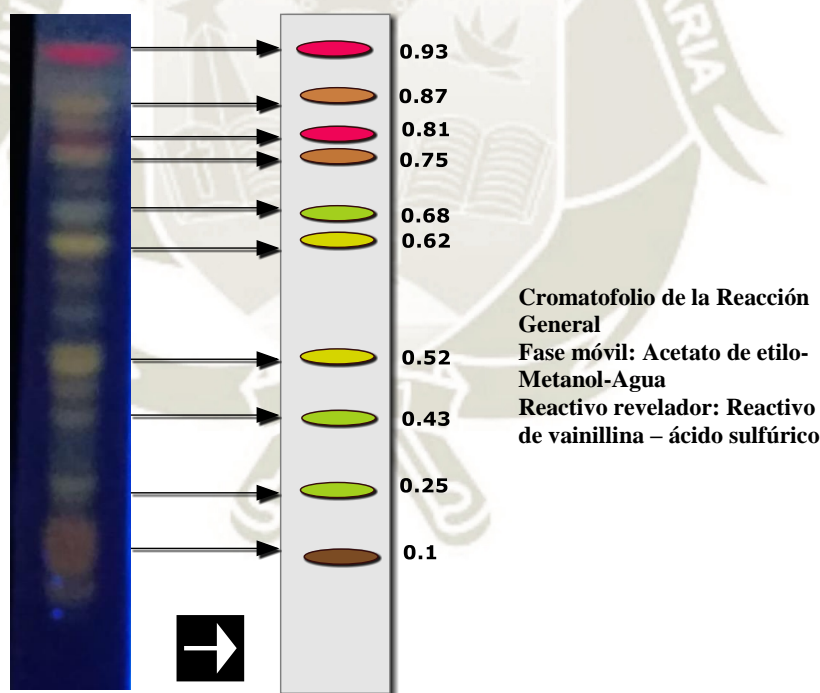 0.93
0.87
0.81
0.75
0.68
0.62
0.52
0.43
0.25
0.1
Cromatofolio de la Reacción
General
Fase móvil: Acetato de etilo-
Metanol-Agua
Reactivo revelador: Reactivo
de vainillina – ácido sulfúrico
ARIA